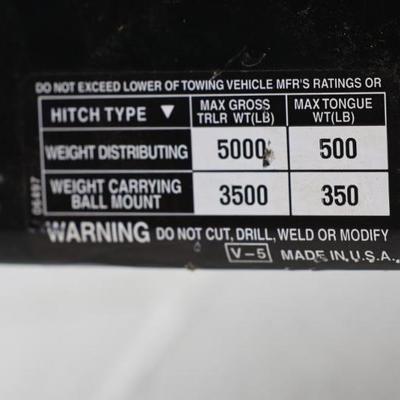 DO NOT EXCEED LOWER OF TOWING VEHICLE MFR'S RATINGS OR
HITCH TYPE ▼ MAX GROSS TRLR WT(LB) MAX TONGUE WT(LB)
WEIGHT DISTRIBUTING 5000 500
WEIGHT CARRYING BALL MOUNT 3500 350
06497
WARNING DO NOT CUT, DRILL, WELD OR MODIFY
V-5 MADE IN U.S.A.